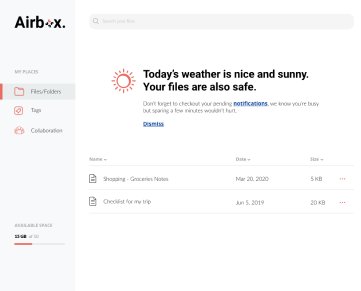 Airbox.
Search your files
MY PLACES
Files/Folders
Tags
Collaboration
AVAILABLE SPACE
15 GB of 50
Today's weather is nice and sunny.
Your files are also safe.
Don't forget to checkout your pending notifications, we know you're busy
but sparing a few minutes wouldn't hurt.
Dismiss
Name Date Size
Shopping - Groceries Notes Mar 20, 2020 5 KB
Checklist for my trip Jun 5, 2019 20 KB